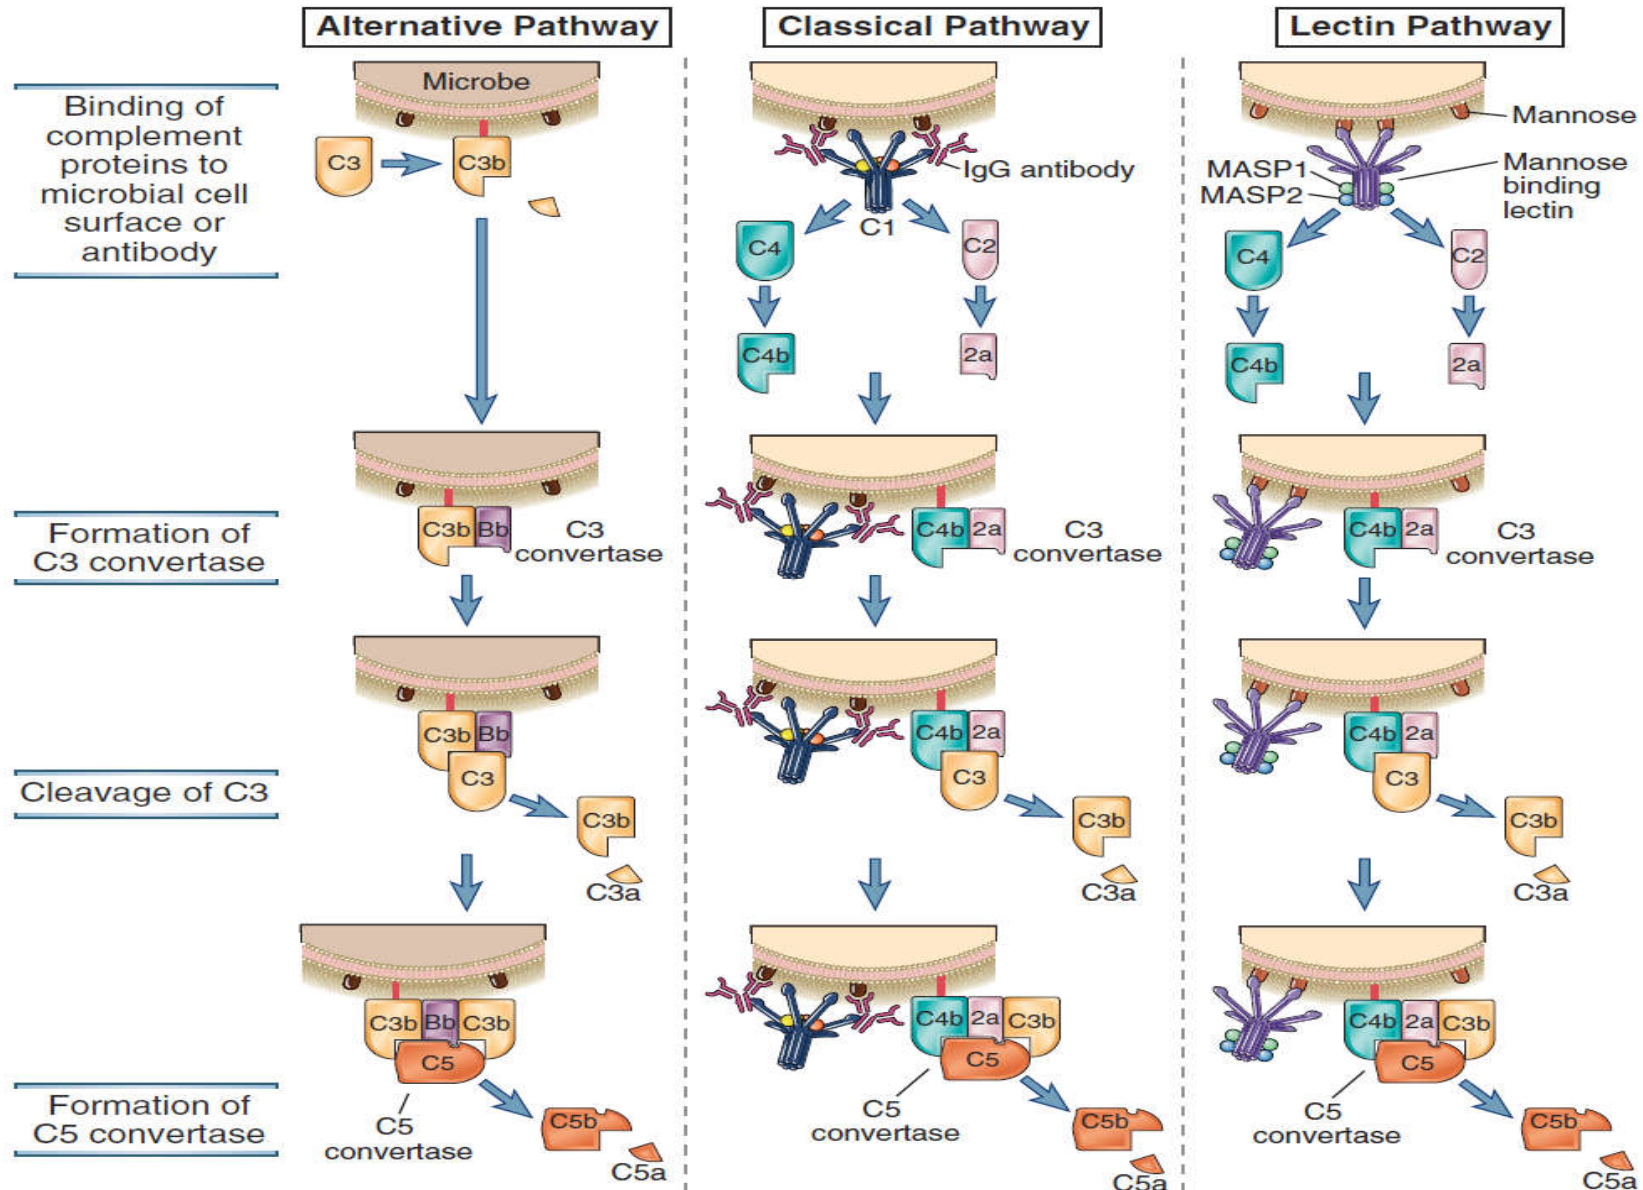 Alternative Pathway
Classical Pathway
Lectin Pathway
Binding of
complement
proteins to
microbial cell
surface or
antibody
Microbe
C3
C3b
IgG antibody
C1
C4
C2
C4b
2a
Mannose
MASP1
MASP2
Mannose
binding
lectin
C4
C2
C4b
2a
Formation of
C3 convertase
C3b
Bb
C3
convertase
C4b
2a
C3
convertase
C4b
2a
C3
convertase
Cleavage of C3
C3b
Bb
C3
C3b
C3a
C4b
2a
C3
C3b
C3a
C4b
2a
C3
C3b
C3a
Formation of
C5 convertase
C3b
Bb
C3b
C5
C5
convertase
C5b
C5a
C4b
2a
C3b
C5
C5
convertase
C5b
C5a
C4b
2a
C3b
C5
C5
convertase
C5b
C5a